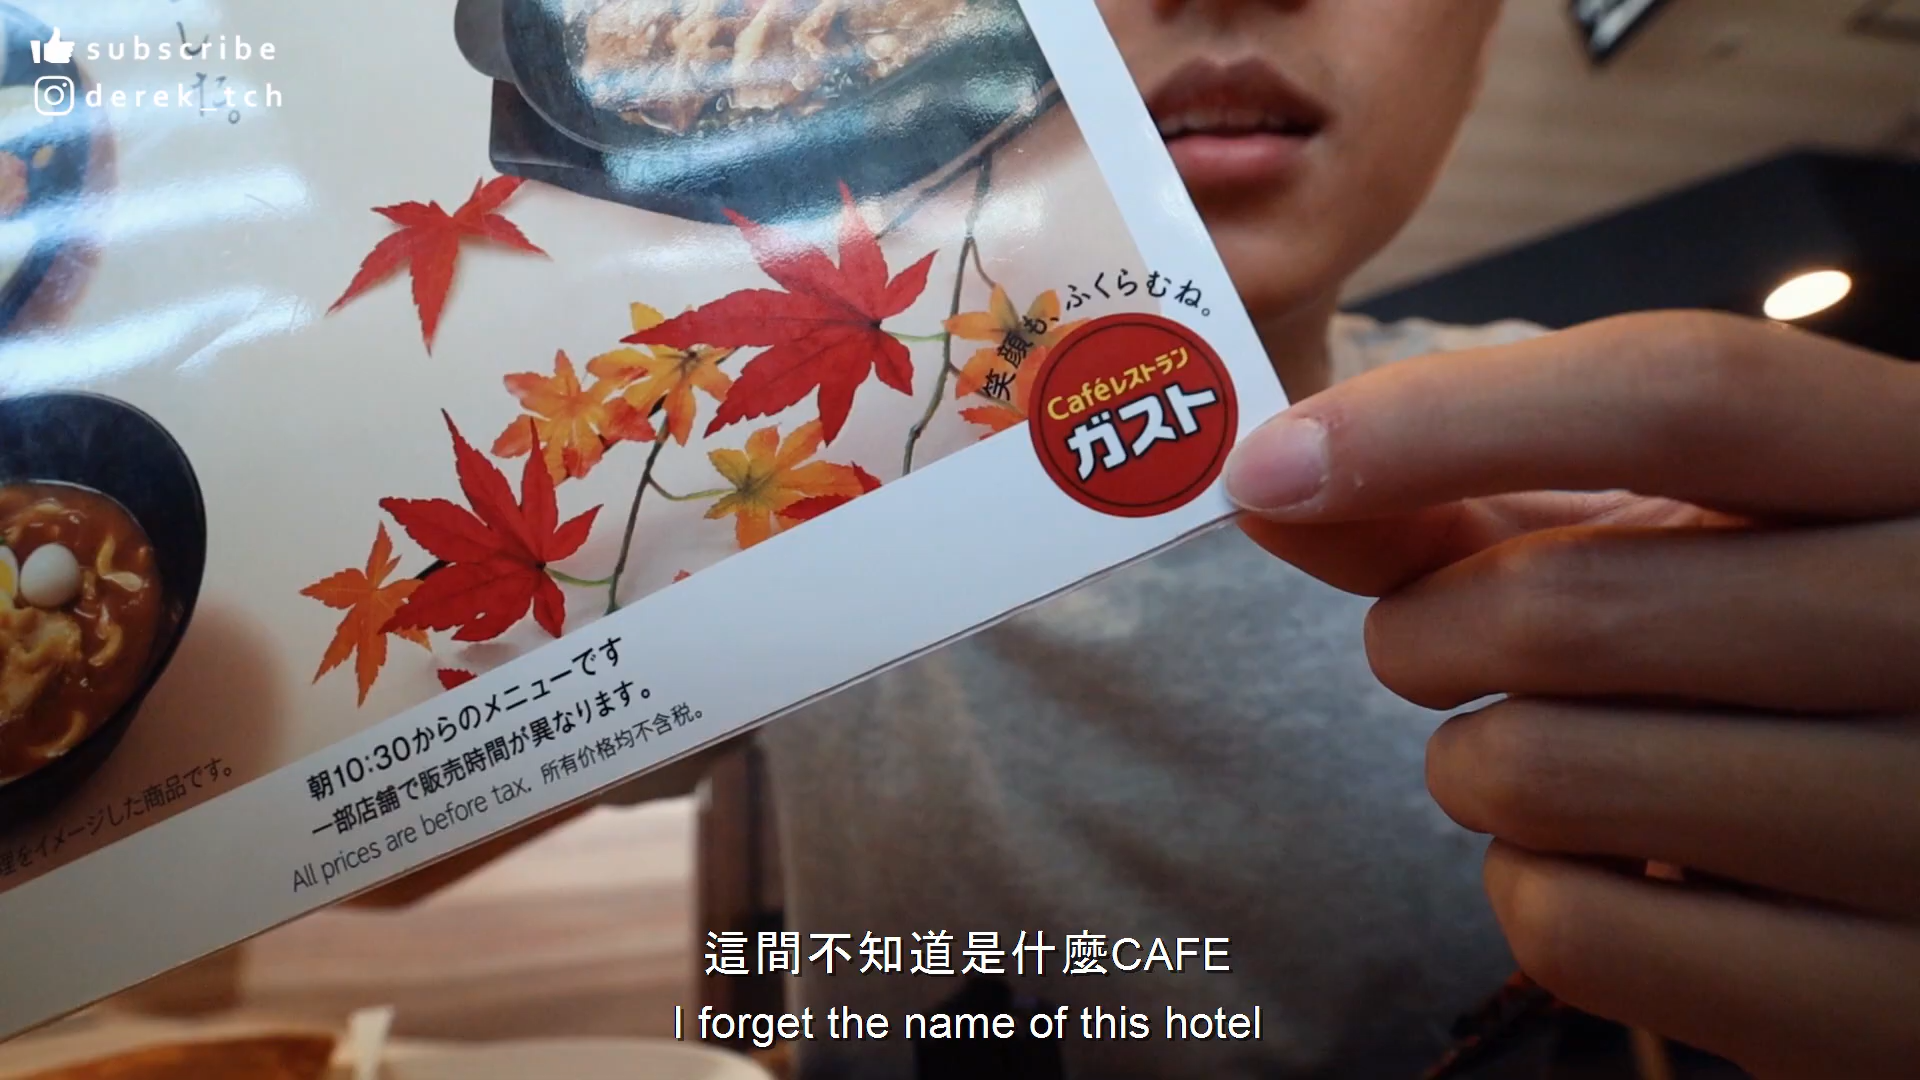 subscribe
derek_tch
笑顔も、ふくらむね。
Caféレストラン
ガスト
朝10:30からのメニューです
一部店舗で販売時間が異なります。
All prices are before tax. 所有价格均不含税。
理をイメージした商品です。
這間不知道是什麼CAFE
I forget the name of this hotel